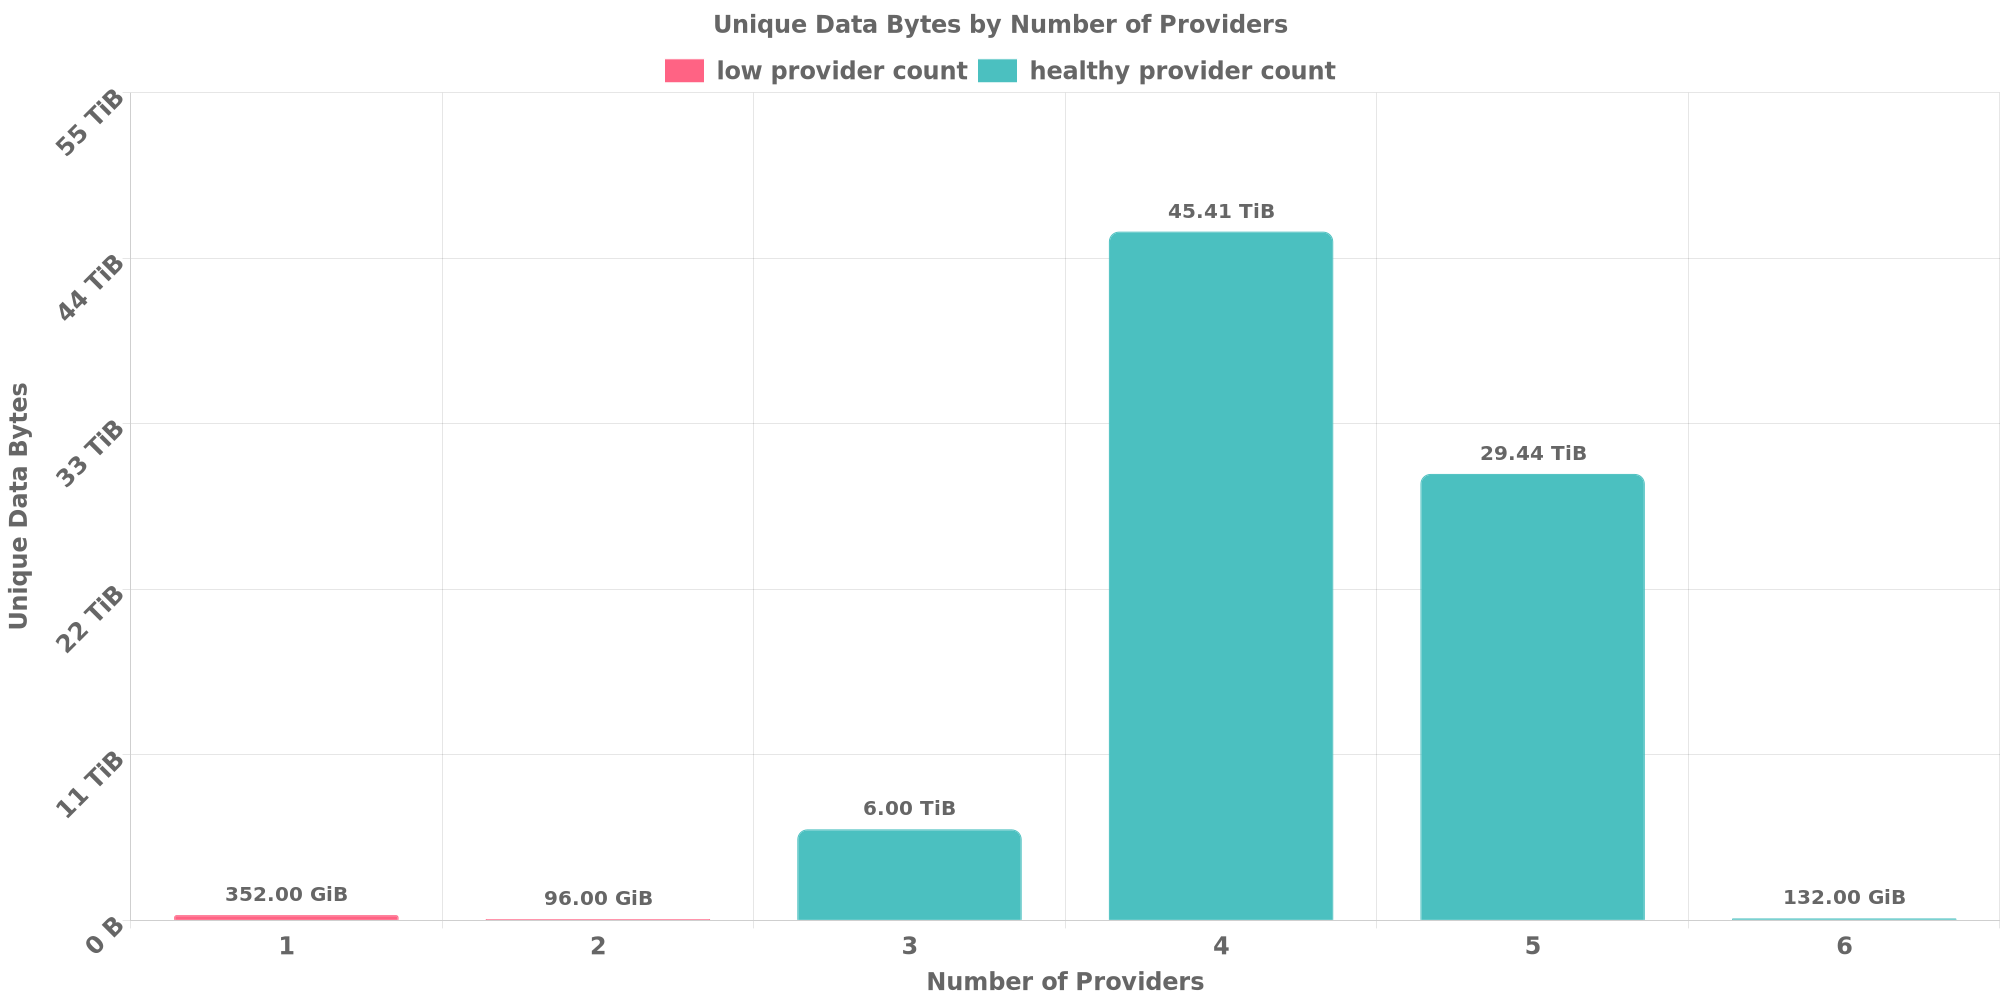 Unique Data Bytes by Number of Providers
low provider count
healthy provider count
Unique Data Bytes
55 TiB
44 TiB
33 TiB
22 TiB
11 TiB
0 B
352.00 GiB
96.00 GiB
6.00 TiB
45.41 TiB
29.44 TiB
132.00 GiB
1
2
3
4
5
6
Number of Providers